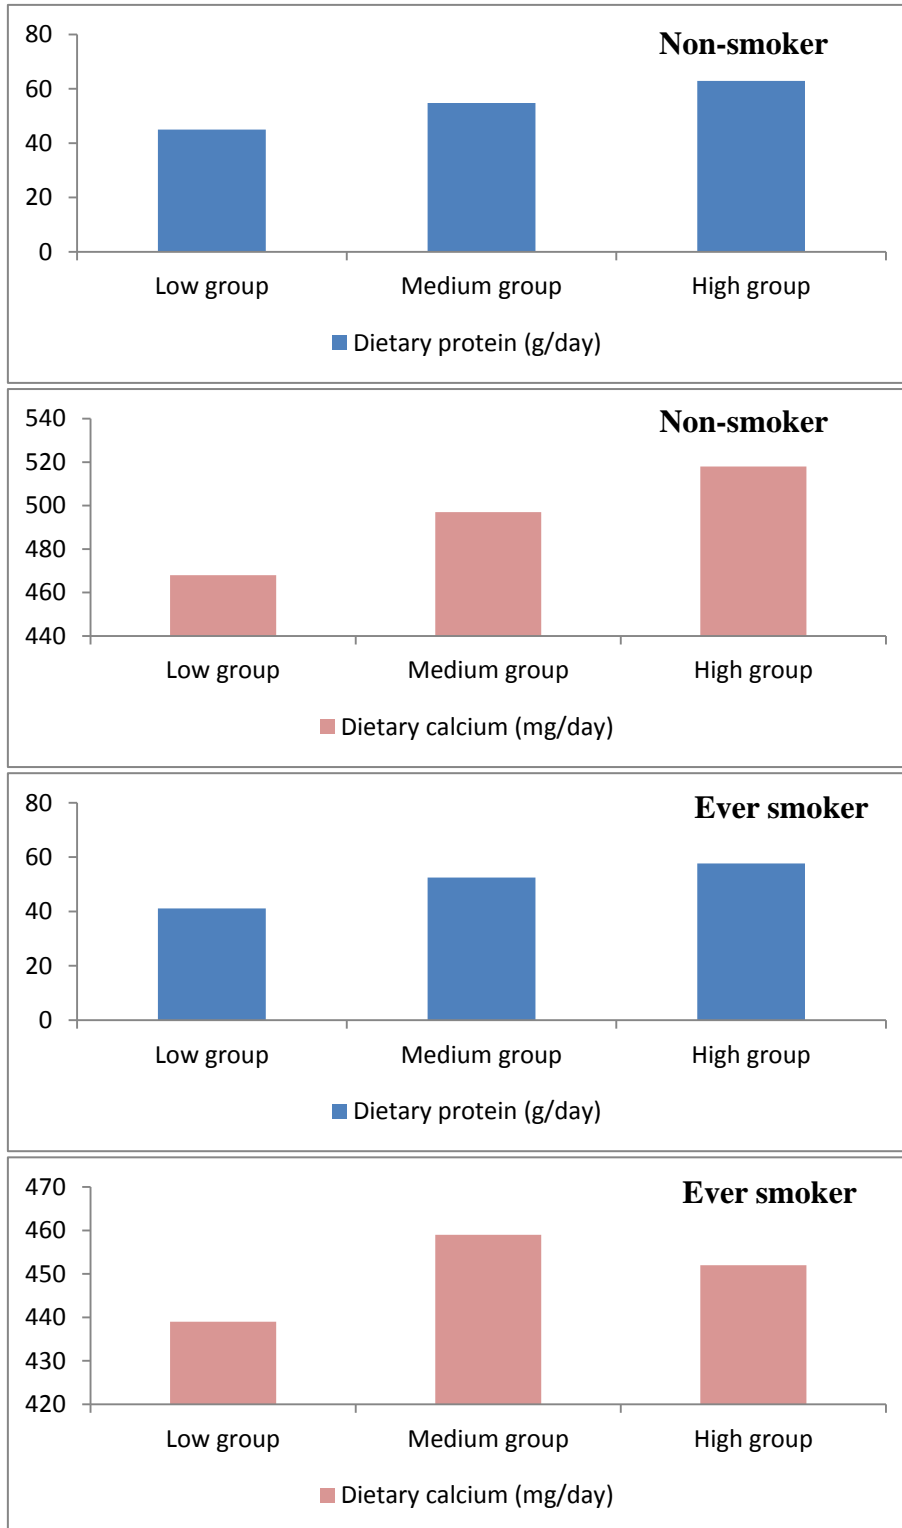 80
Non-smoker
60
40
20
0
Low group Medium group High group
Dietary protein (g/day)
540
Non-smoker
520
500
480
460
440
Low group Medium group High group
Dietary calcium (mg/day)
80
Ever smoker
60
40
20
0
Low group Medium group High group
Dietary protein (g/day)
470
Ever smoker
460
450
440
430
420
Low group Medium group High group
Dietary calcium (mg/day)